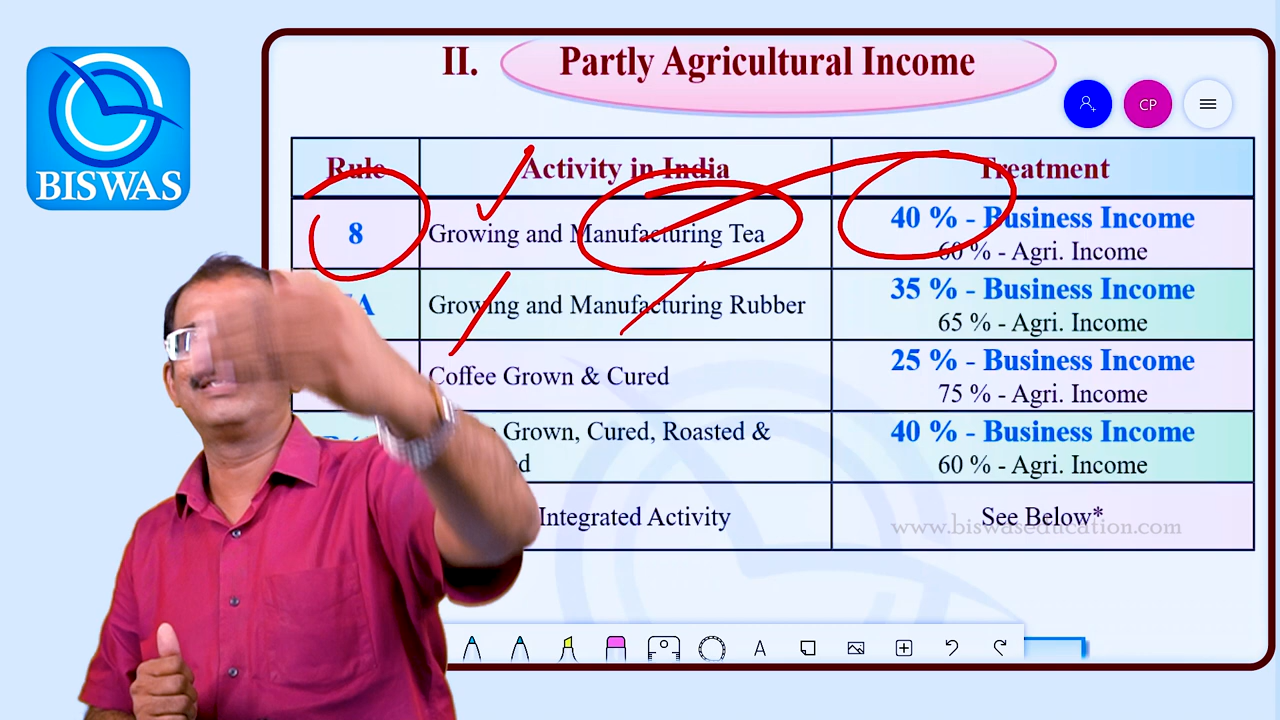 BISWAS
II. Partly Agricultural Income
CP
Rule Activity in India Treatment
8 Growing and Manufacturing Tea 40 % - Business Income
60 % - Agri. Income
Growing and Manufacturing Rubber 35 % - Business Income
65 % - Agri. Income
Coffee Grown & Cured 25 % - Business Income
75 % - Agri. Income
Grown, Cured, Roasted & 40 % - Business Income
60 % - Agri. Income
Integrated Activity See Below*
www.biswaseducation.com
A